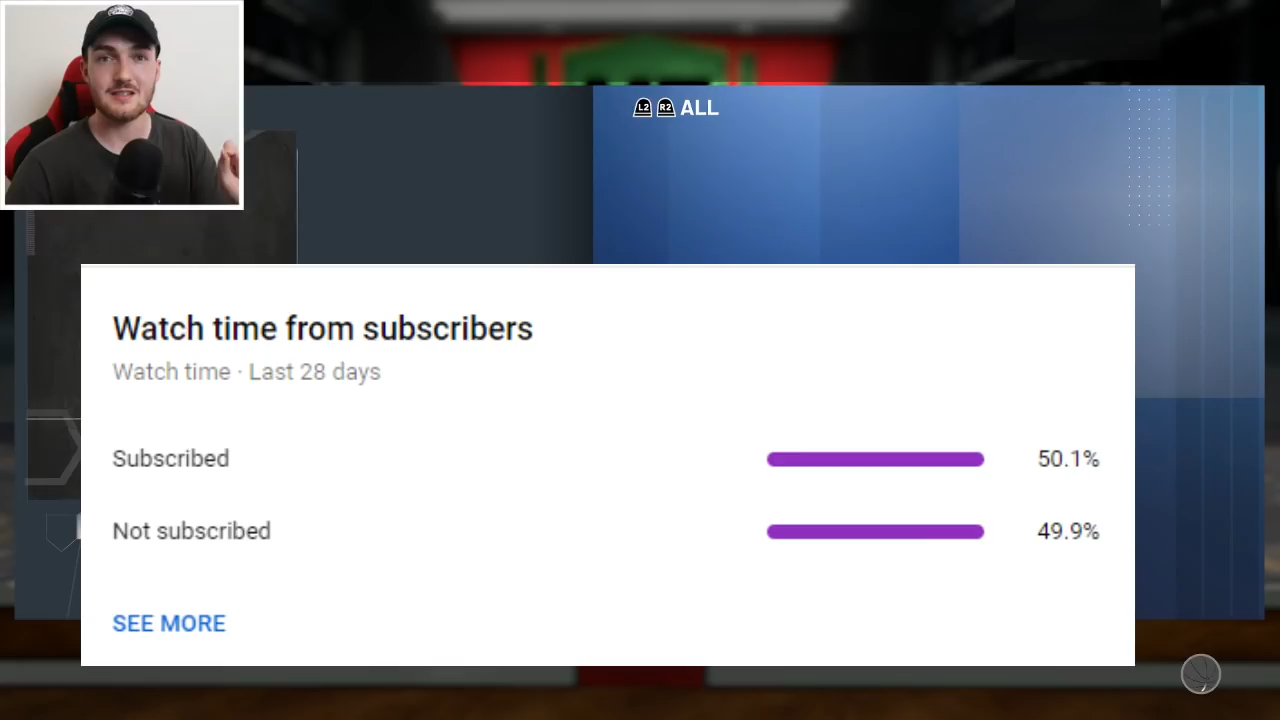 L2 R2 ALL
Watch time from subscribers
Watch time · Last 28 days
Subscribed 50.1%
Not subscribed 49.9%
SEE MORE